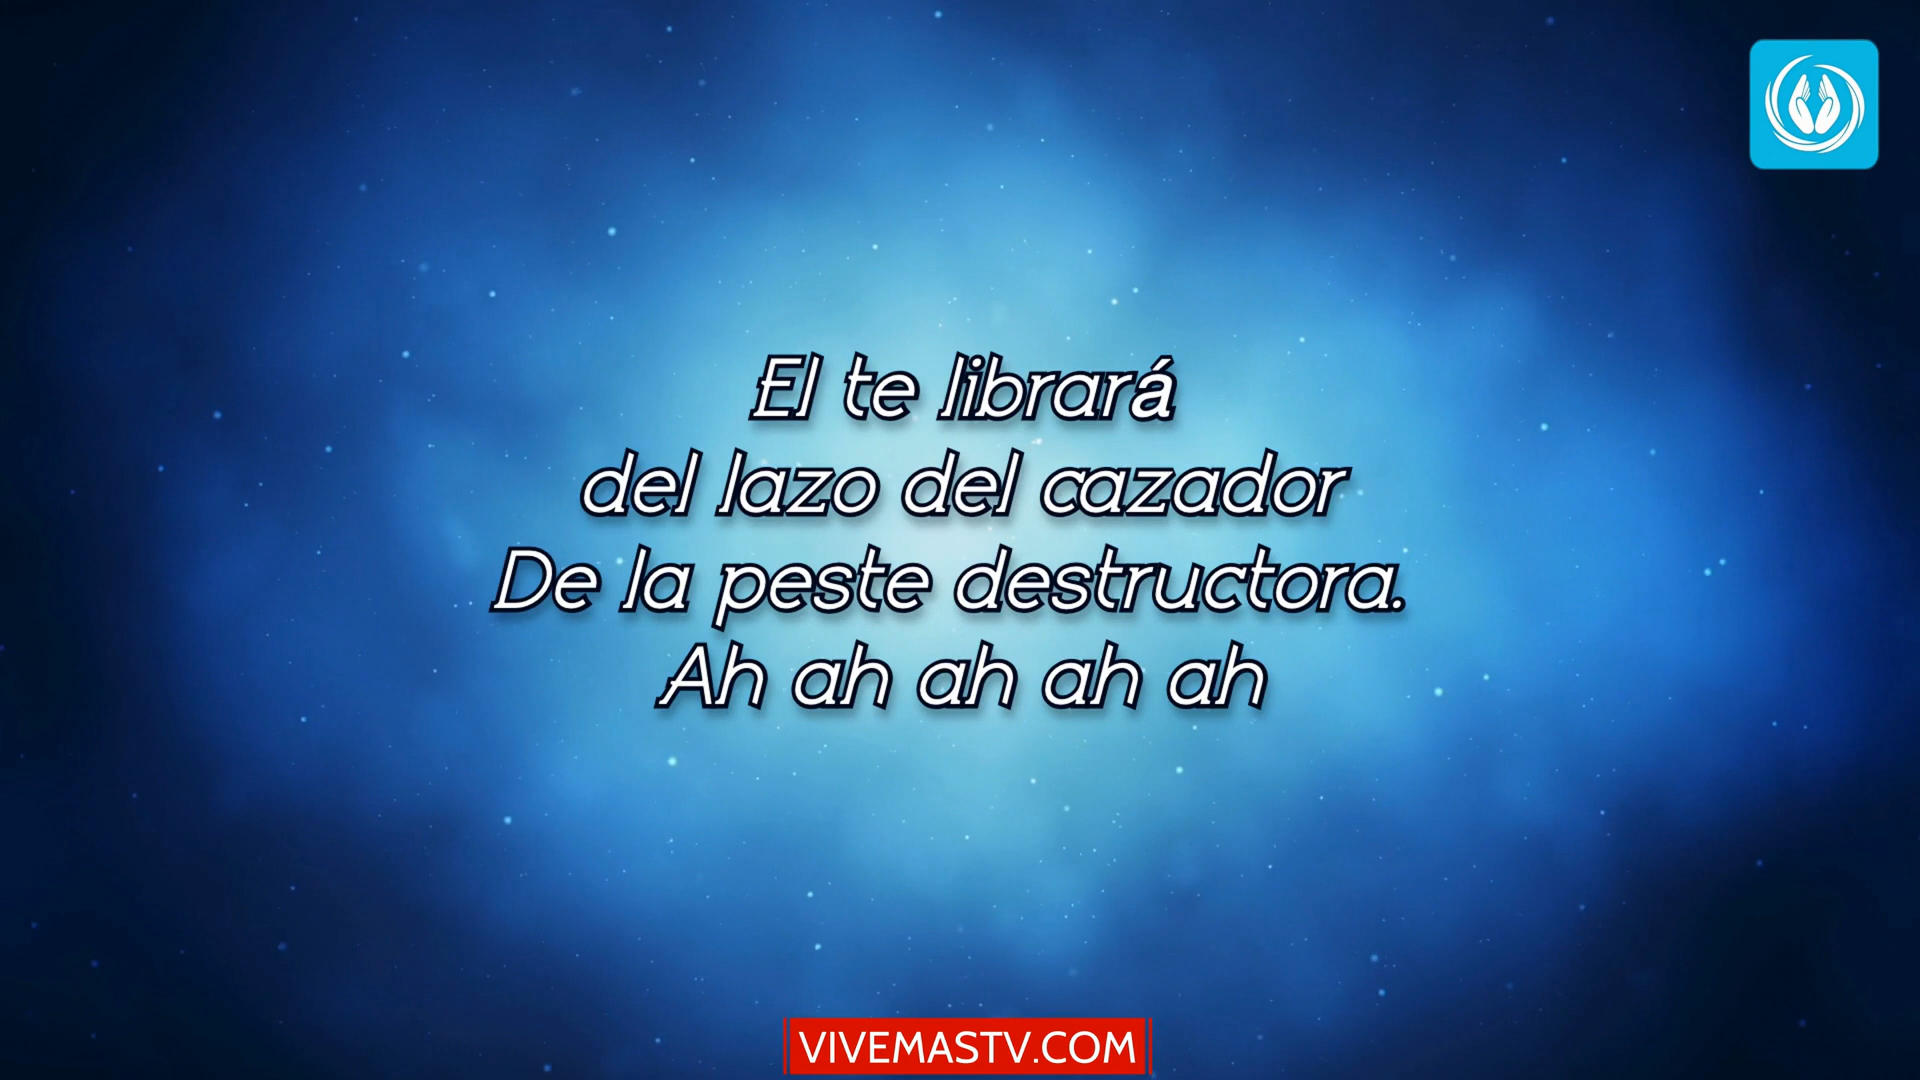 El te librará
del lazo del cazador
De la peste destructora.
Ah ah ah ah ah
VIVEMASTV.COM